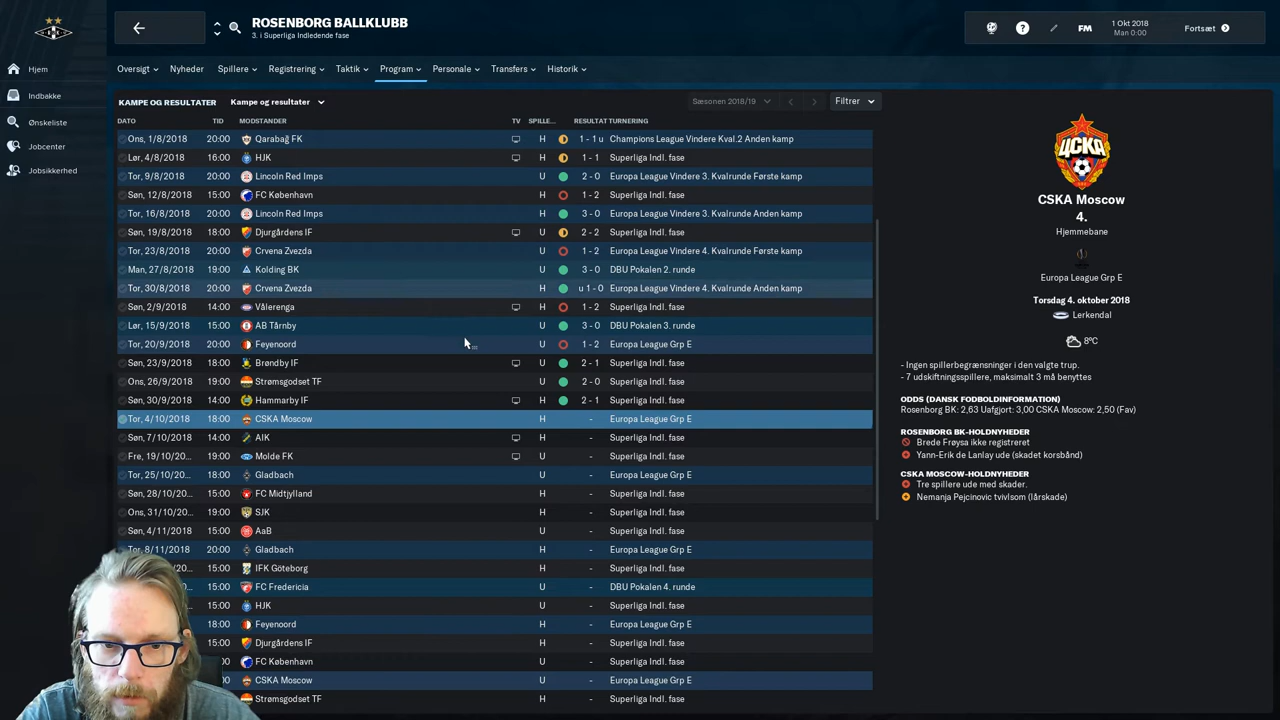 ROSENBORG BALLKLUBB
3. i Superliga Indledende fase
1 Okt 2018
Man 0:00
FM
Fortsæt
Hjem
Indbakke
Ønskeliste
Jobcenter
Jobsikkerhed
Oversigt Nyheder Spillere Registrering Taktik Program Personale Transfers Historik
KAMPE OG RESULTATER Kampe og resultater Sæsonen 2018/19 Filtrer
DATO TID MODSTANDER TV SPILLE... RESULTAT TURNERING
Ons, 1/8/2018 20:00 Qarabağ FK H 1 - 1 u Champions League Vindere Kval.2 Anden kamp
Lør, 4/8/2018 16:00 HJK H 1 - 1 Superliga Indl. fase
Tor, 9/8/2018 20:00 Lincoln Red Imps U 2 - 0 Europa League Vindere 3. Kvalrunde Første kamp
Søn, 12/8/2018 15:00 FC København H 1 - 2 Superliga Indl. fase
Tor, 16/8/2018 20:00 Lincoln Red Imps H 3 - 0 Europa League Vindere 3. Kvalrunde Anden kamp
Søn, 19/8/2018 18:00 Djurgårdens IF U 2 - 2 Superliga Indl. fase
Tor, 23/8/2018 20:00 Crvena Zvezda U 1 - 2 Europa League Vindere 4. Kvalrunde Første kamp
Man, 27/8/2018 19:00 Kolding BK U 3 - 0 DBU Pokalen 2. runde
Tor, 30/8/2018 20:00 Crvena Zvezda H u 1 - 0 Europa League Vindere 4. Kvalrunde Anden kamp
Søn, 2/9/2018 14:00 Vålerenga H 1 - 2 Superliga Indl. fase
Lør, 15/9/2018 15:00 AB Tårnby U 3 - 0 DBU Pokalen 3. runde
Tor, 20/9/2018 20:00 Feyenoord U 1 - 2 Europa League Grp E
Søn, 23/9/2018 18:00 Brøndby IF U 2 - 1 Superliga Indl. fase
Ons, 26/9/2018 19:00 Strømsgodset TF U 2 - 0 Superliga Indl. fase
Søn, 30/9/2018 14:00 Hammarby IF H 2 - 1 Superliga Indl. fase
Tor, 4/10/2018 18:00 CSKA Moscow H - Europa League Grp E
Søn, 7/10/2018 14:00 AIK H - Superliga Indl. fase
Fre, 19/10/20... 19:00 Molde FK U - Superliga Indl. fase
Tor, 25/10/20... 18:00 Gladbach U - Europa League Grp E
Søn, 28/10/20... 15:00 FC Midtjylland H - Superliga Indl. fase
Ons, 31/10/20... 19:00 SJK H - Superliga Indl. fase
Søn, 4/11/2018 15:00 AaB U - Superliga Indl. fase
Tor, 8/11/2018 20:00 Gladbach H - Europa League Grp E
15:00 IFK Göteborg H - Superliga Indl. fase
15:00 FC Fredericia U - DBU Pokalen 4. runde
15:00 HJK U - Superliga Indl. fase
18:00 Feyenoord H - Europa League Grp E
15:00 Djurgårdens IF H - Superliga Indl. fase
FC København U - Superliga Indl. fase
CSKA Moscow U - Europa League Grp E
Strømsgodset TF H - Superliga Indl. fase
ЦСКА
CSKA Moscow
4.
Hjemmebane
Europa League Grp E
Torsdag 4. oktober 2018
Lerkendal
8°C
- Ingen spillerbegrænsninger i den valgte trup.
- 7 udskiftningsspillere, maksimalt 3 må benyttes
ODDS (DANSK FODBOLDINFORMATION)
Rosenborg BK: 2,63 Uafgjort: 3,00 CSKA Moscow: 2,50 (Fav)
ROSENBORG BK-HOLDNYHEDER
Brede Frøysa ikke registreret
Yann-Erik de Lanlay ude (skadet korsbånd)
CSKA MOSCOW-HOLDNYHEDER
Tre spillere ude med skader.
Nemanja Pejcinovic tvivlsom (lårskade)